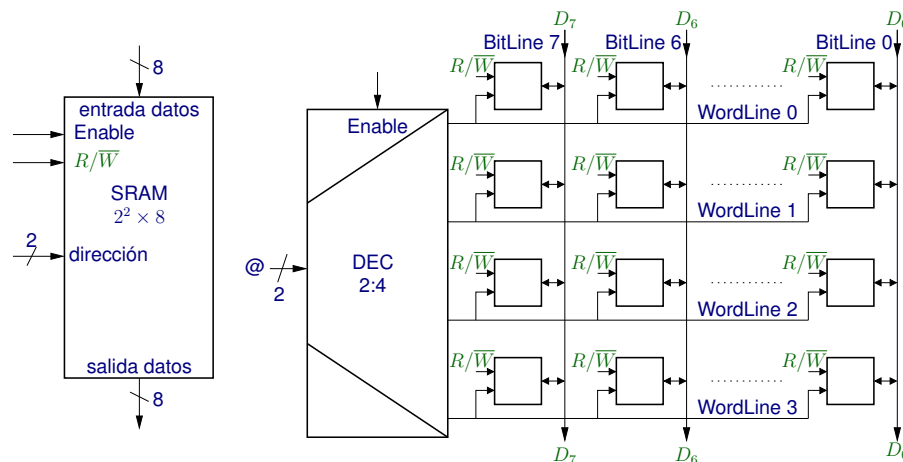 8
entrada datos
Enable
R/W̅
SRAM
2² × 8
2
dirección
salida datos
8
Enable
@
2
DEC
2:4
D₇ D₆
BitLine 7 BitLine 6 BitLine 0
R/W̅ R/W̅ ........... R/W̅
WordLine 0
R/W̅ R/W̅ ........... R/W̅
WordLine 1
R/W̅ R/W̅ ........... R/W̅
WordLine 2
R/W̅ R/W̅ ........... R/W̅
WordLine 3
D₇ D₆